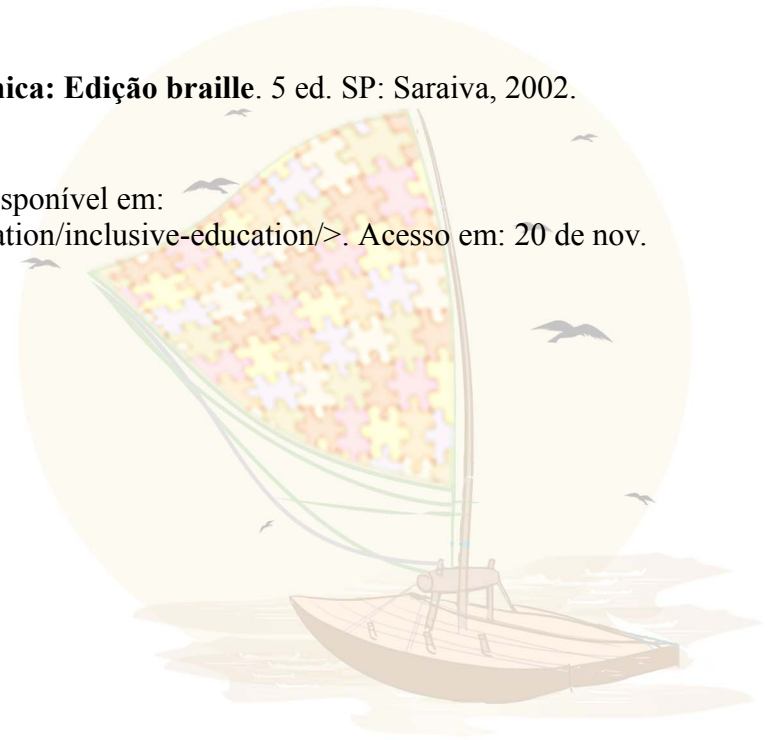 nica: Edição braille. 5 ed. SP: Saraiva, 2002.
sponível em:
ation/inclusive-education/>. Acesso em: 20 de nov.